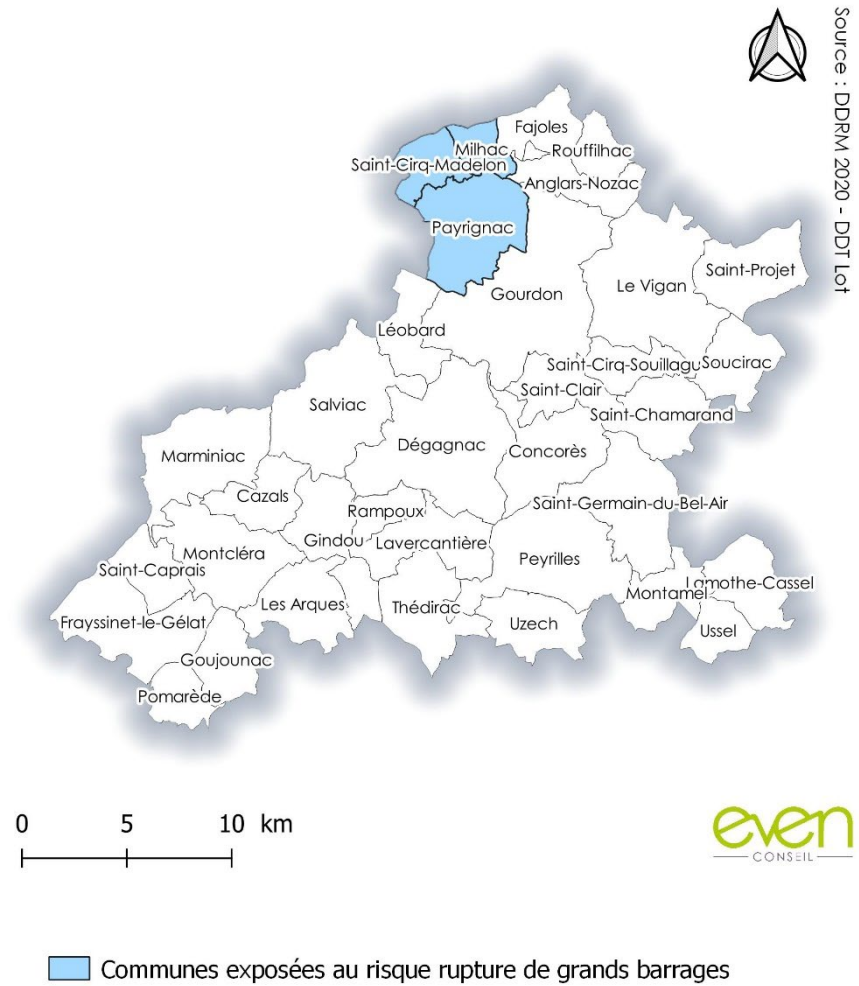 Source : DDRM 2020 - DDT Lot
Fajoles
Milhac
Rouffilhac
Saint-Cirq-Madelon
Anglars-Nozac
Payrignac
Saint-Projet
Le Vigan
Gourdon
Léobard
Saint-Cirq-Souillagu
Soucirac
Saint-Clair
Salviac
Saint-Chamarand
Dégagnac
Concorès
Marminiac
Cazals
Saint-Germain-du-Bel-Air
Rampoux
Gindou
Lavercantière
Montcléra
Peyrilles
Saint-Caprais
Lamothe-Cassel
Montamel
Les Arques
Thédirac
Frayssinet-le-Gélat
Uzech
Ussel
Goujounac
Pomarède
0 5 10 km
even
CONSEIL
Communes exposées au risque rupture de grands barrages